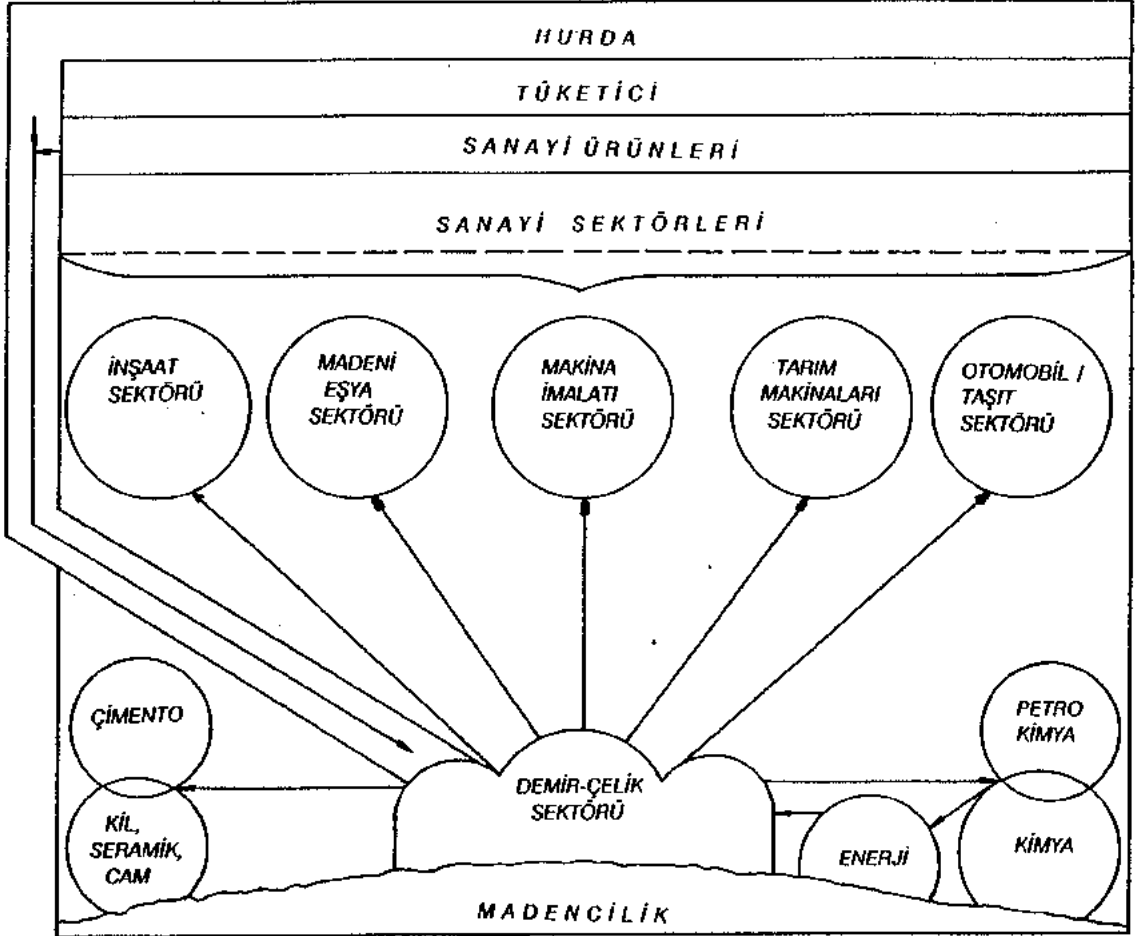 HURDA
TÜKETİCİ
SANAYİ ÜRÜNLERİ
SANAYİ SEKTÖRLERİ
İNŞAAT
SEKTÖRÜ
MADENİ
EŞYA
SEKTÖRÜ
MAKİNA
İMALATI
SEKTÖRÜ
TARIM
MAKİNALARI
SEKTÖRÜ
OTOMOBİL /
TAŞIT
SEKTÖRÜ
ÇİMENTO
PETRO
KİMYA
DEMİR-ÇELİK
SEKTÖRÜ
KİL,
SERAMİK,
CAM
ENERJİ
KİMYA
MADENCİLİK